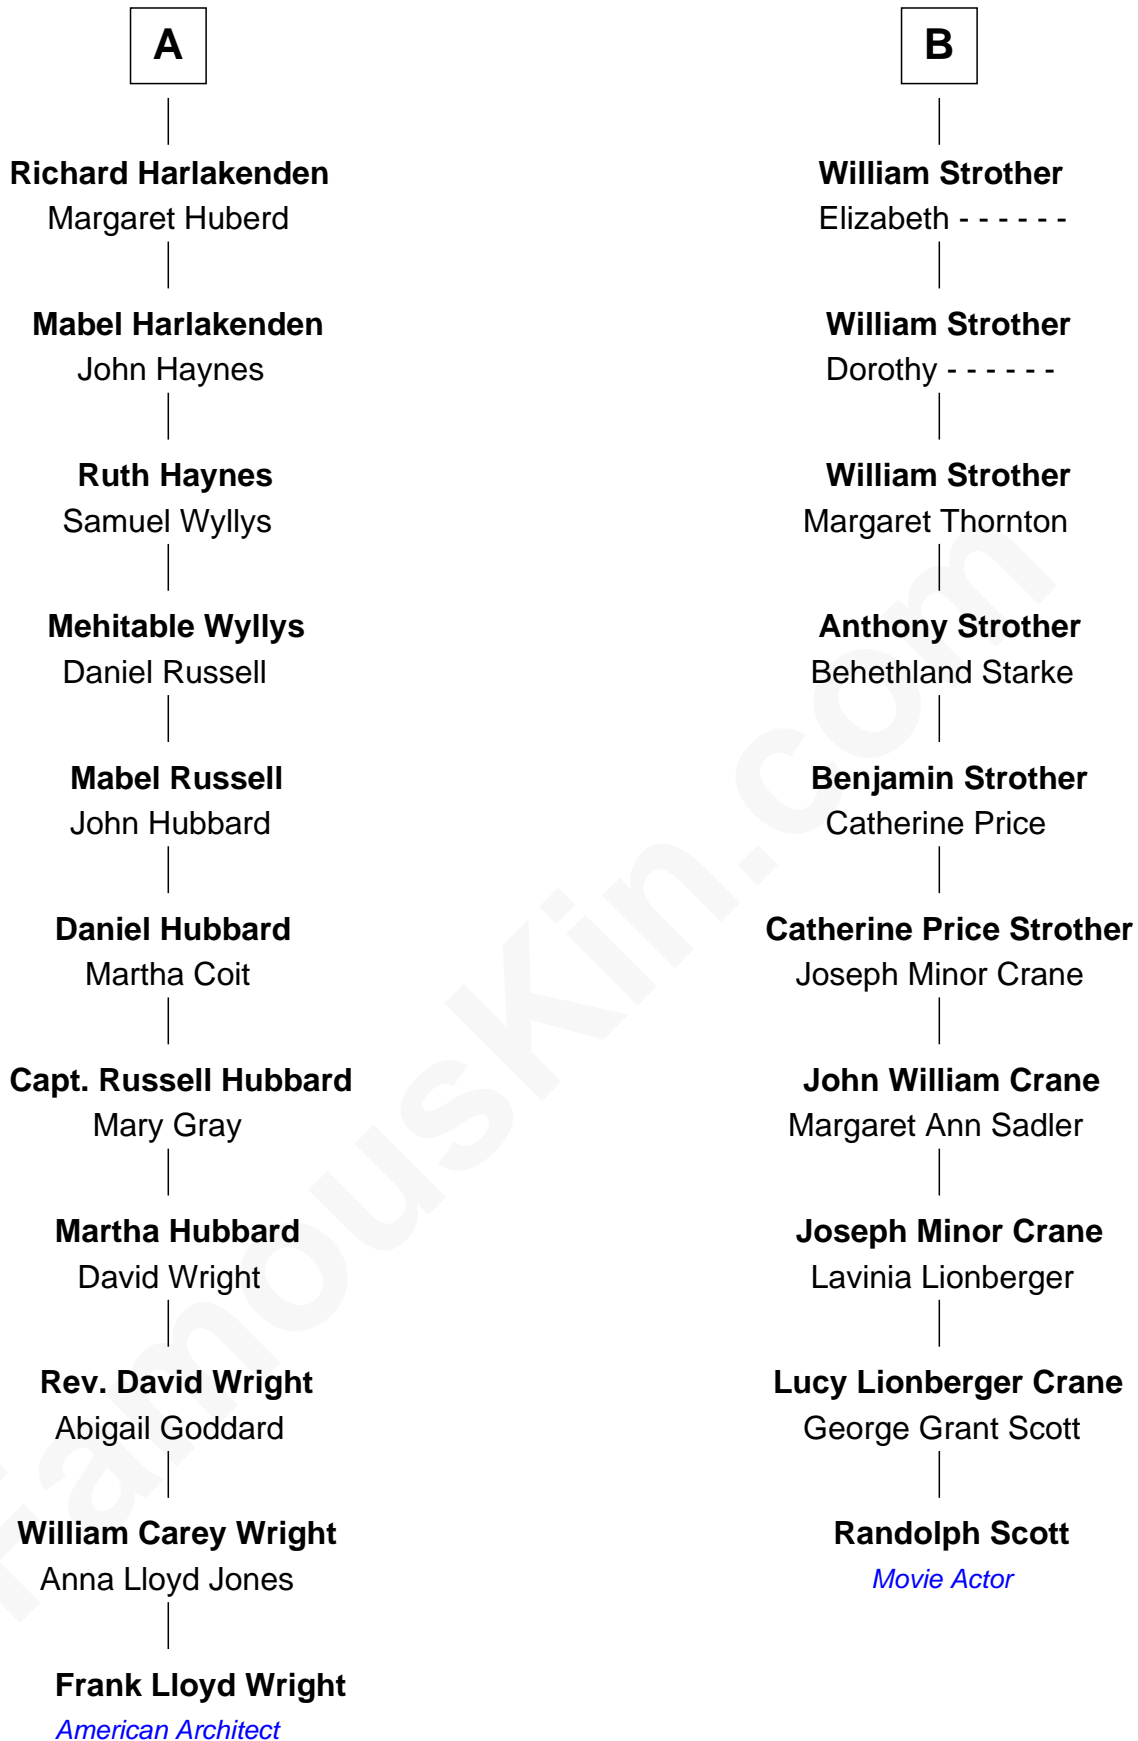 A
Richard Harlakenden
Margaret Huberd
Mabel Harlakenden
John Haynes
Ruth Haynes
Samuel Wyllys
Mehitable Wyllys
Daniel Russell
Mabel Russell
John Hubbard
Daniel Hubbard
Martha Coit
Capt. Russell Hubbard
Mary Gray
Martha Hubbard
David Wright
Rev. David Wright
Abigail Goddard
William Carey Wright
Anna Lloyd Jones
Frank Lloyd Wright
American Architect
B
William Strother
Elizabeth - - - - - -
William Strother
Dorothy - - - - - -
William Strother
Margaret Thornton
Anthony Strother
Behethland Starke
Benjamin Strother
Catherine Price
Catherine Price Strother
Joseph Minor Crane
John William Crane
Margaret Ann Sadler
Joseph Minor Crane
Lavinia Lionberger
Lucy Lionberger Crane
George Grant Scott
Randolph Scott
Movie Actor
FamousKin.com